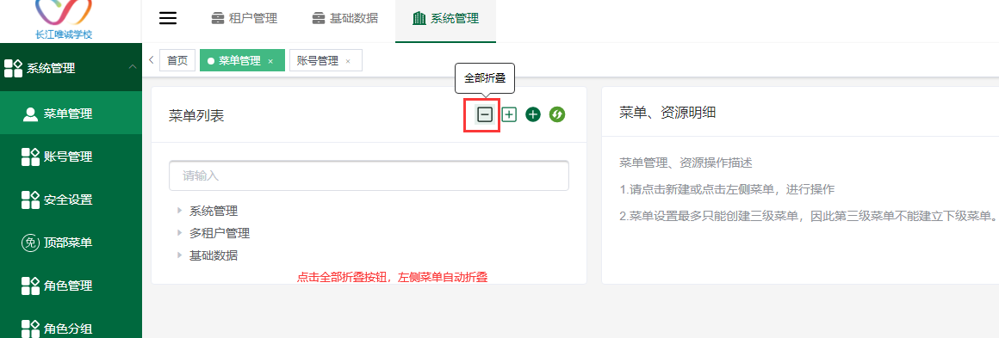 长江唯诚学校
租户管理
基础数据
系统管理
首页
菜单管理 ×
账号管理 ×
系统管理
菜单管理
账号管理
安全设置
免 顶部菜单
角色管理
角色分组
全部折叠
菜单列表
请输入
系统管理
多租户管理
基础数据
点击全部折叠按钮，左侧菜单自动折叠
菜单、资源明细
菜单管理、资源操作描述
1.请点击新建或点击左侧菜单，进行操作
2.菜单设置最多只能创建三级菜单，因此第三级菜单不能建立下级菜单。